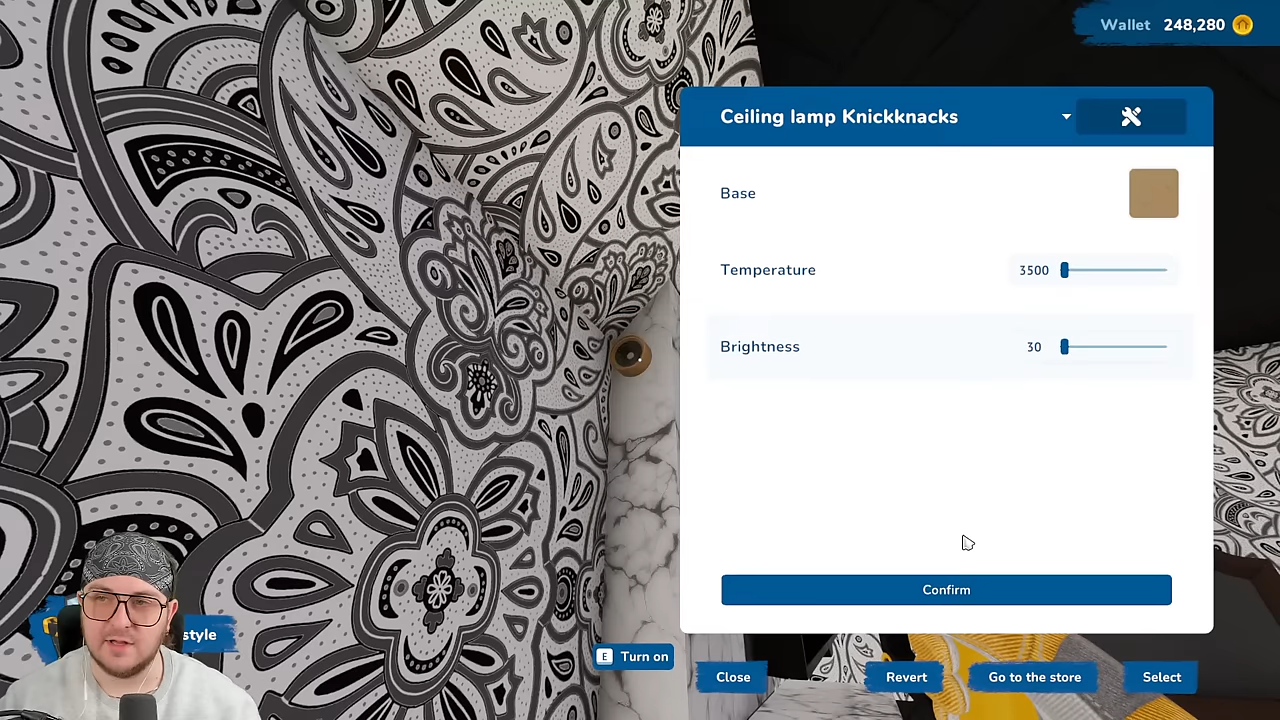 Wallet 248,280
Ceiling lamp Knickknacks
Base
Temperature 3500
Brightness 30
Confirm
style
E Turn on
Close
Revert
Go to the store
Select